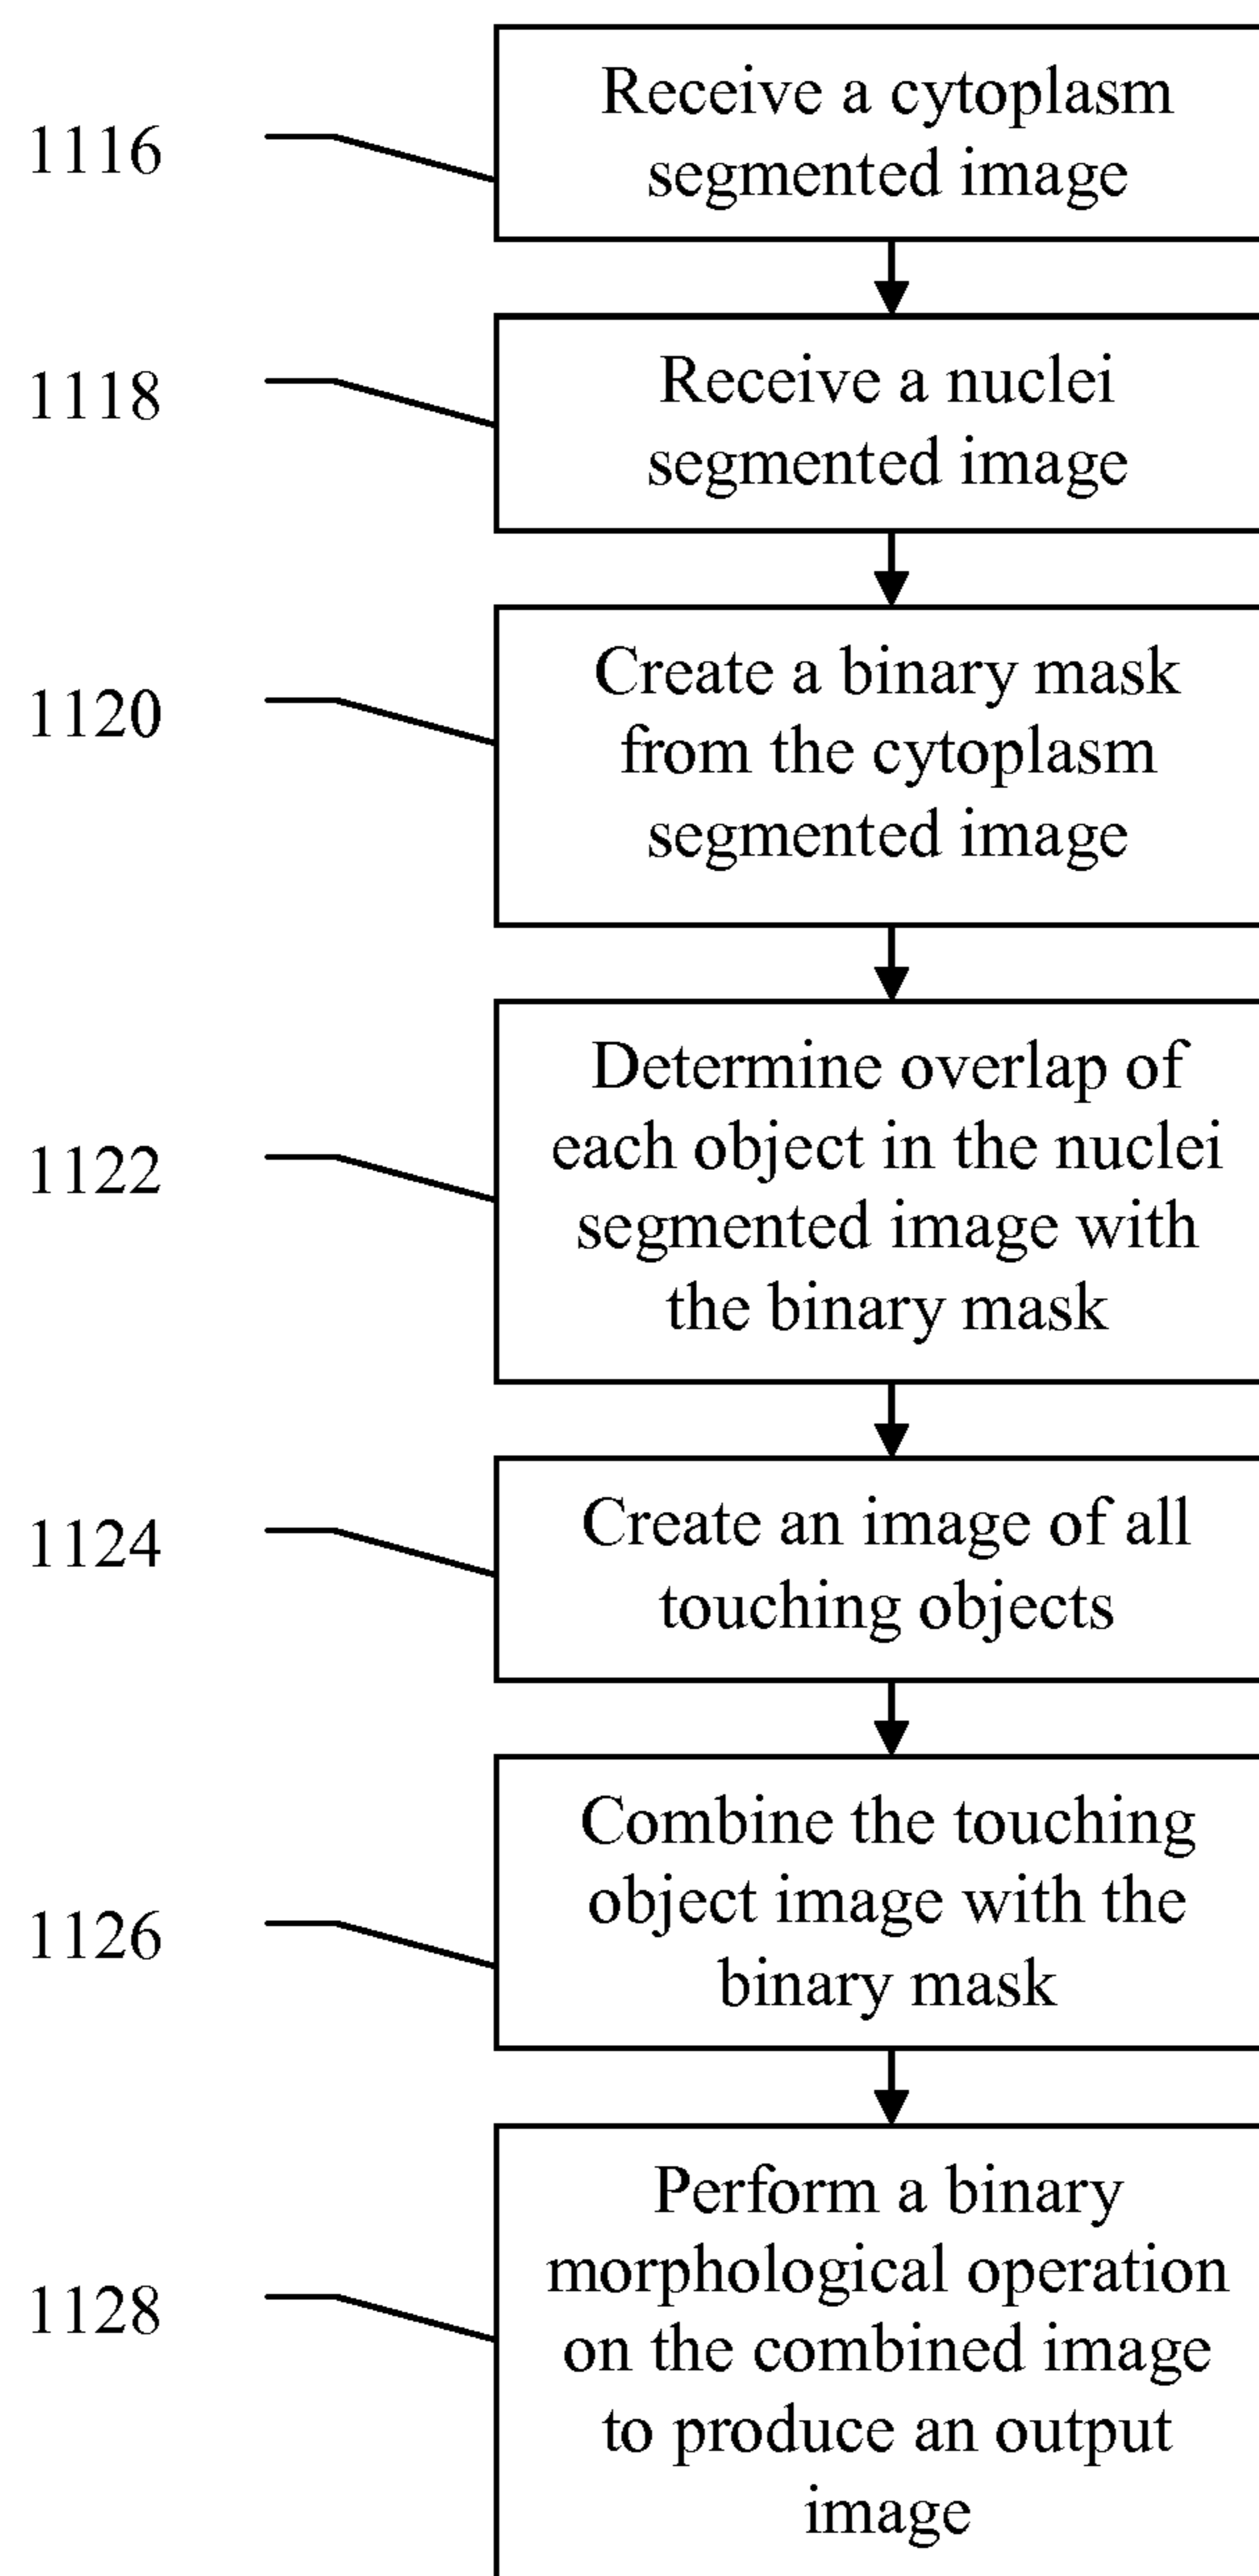 1116
Receive a cytoplasm
segmented image
1118
Receive a nuclei
segmented image
1120
Create a binary mask
from the cytoplasm
segmented image
1122
Determine overlap of
each object in the nuclei
segmented image with
the binary mask
1124
Create an image of all
touching objects
1126
Combine the touching
object image with the
binary mask
1128
Perform a binary
morphological operation
on the combined image
to produce an output
image